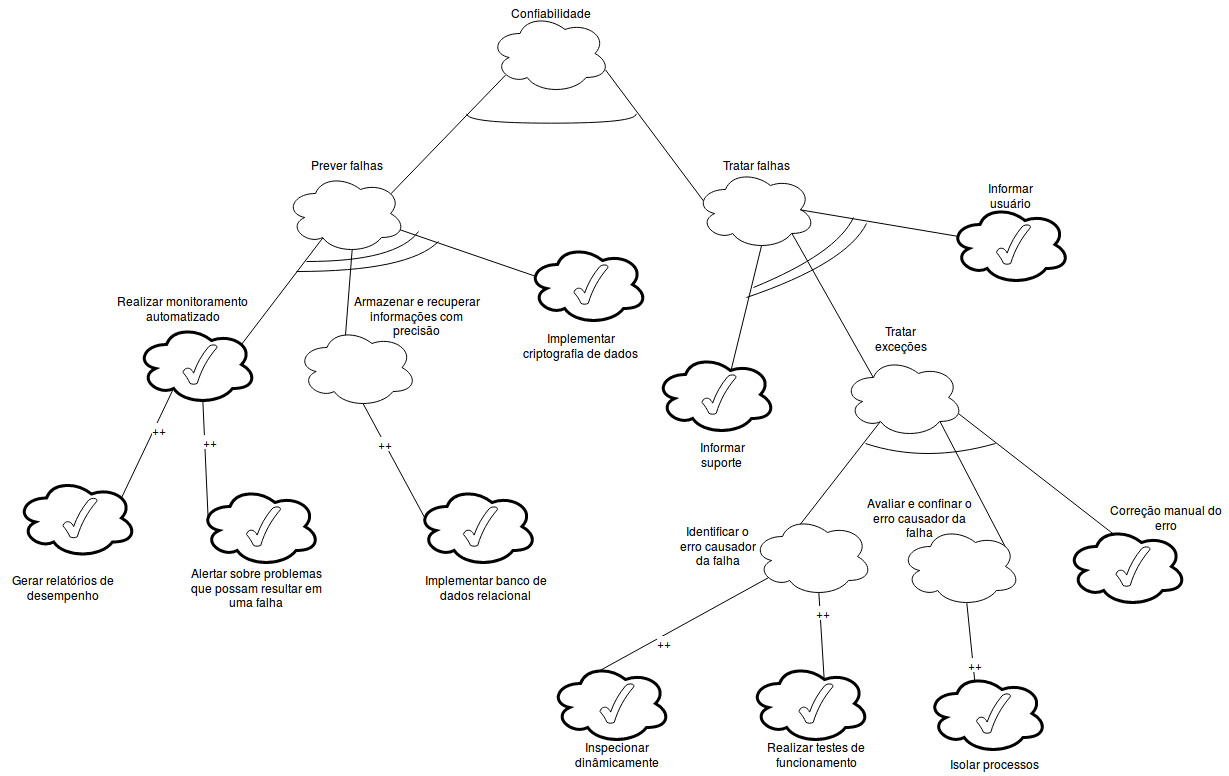 Confiabilidade
Prever falhas
Tratar falhas
Informar
usuário
Realizar monitoramento
automatizado
Armazenar e recuperar
informações com
precisão
Implementar
criptografia de dados
Tratar
exceções
Informar
suporte
++
++
++
Avaliar e confinar o
erro causador da
falha
Correção manual do
erro
Identificar o
erro causador
da falha
Gerar relatórios de
desempenho
Alertar sobre problemas
que possam resultar em
uma falha
Implementar banco de
dados relacional
++
++
++
Inspecionar
dinâmicamente
Realizar testes de
funcionamento
Isolar processos